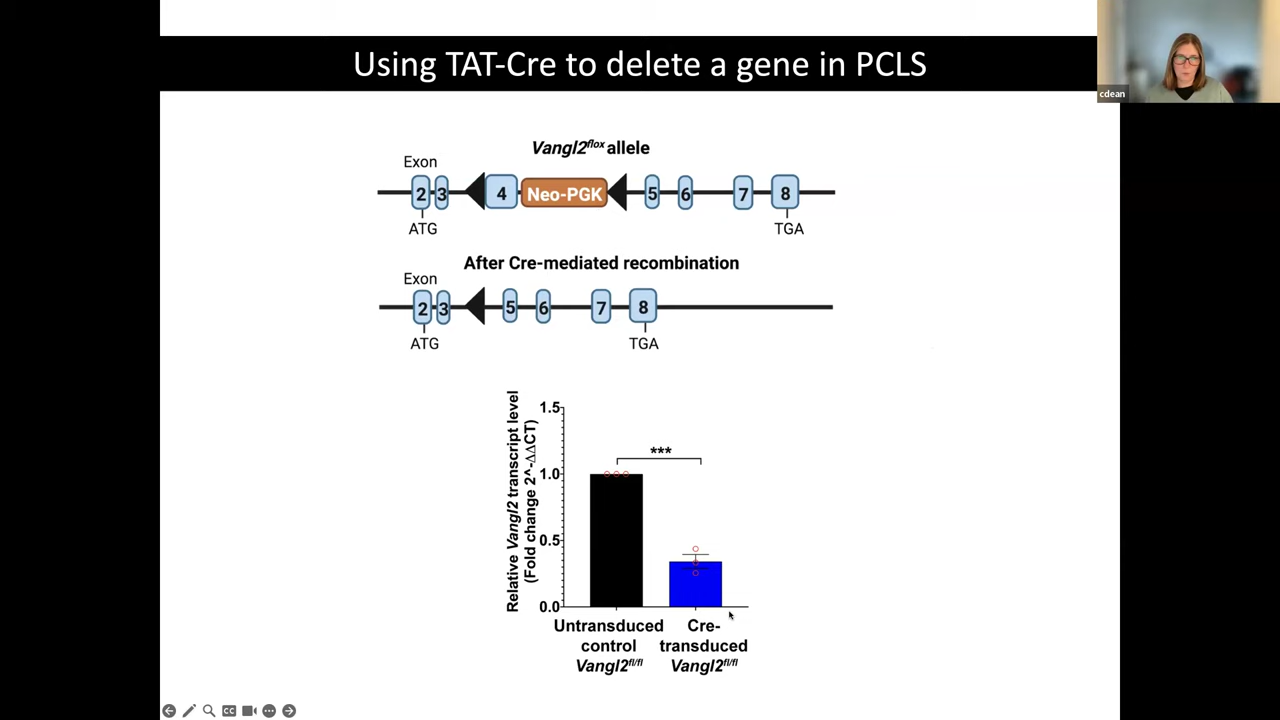 Using TAT-Cre to delete a gene in PCLS
cdean
Vangl2flox allele
Exon
2 3 4 Neo-PGK 5 6 7 8
ATG TGA
After Cre-mediated recombination
Exon
2 3 5 6 7 8
ATG TGA
Relative Vangl2 transcript level
(Fold change 2^-ΔΔCT)
1.5
***
1.0
0.5
0.0
Untransduced Cre-
control transduced
Vangl2fl/fl Vangl2fl/fl
CC